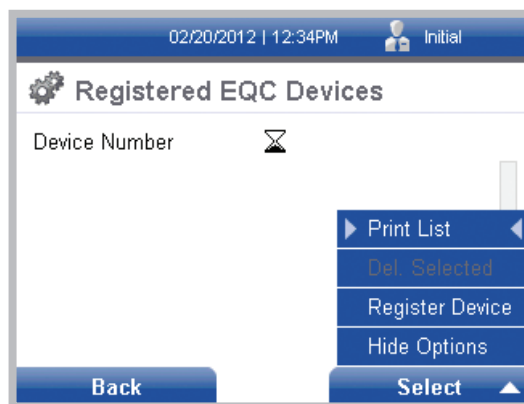 02/20/2012 | 12:34PM Initial
Registered EQC Devices
Device Number
Print List
Del. Selected
Register Device
Hide Options
Back Select